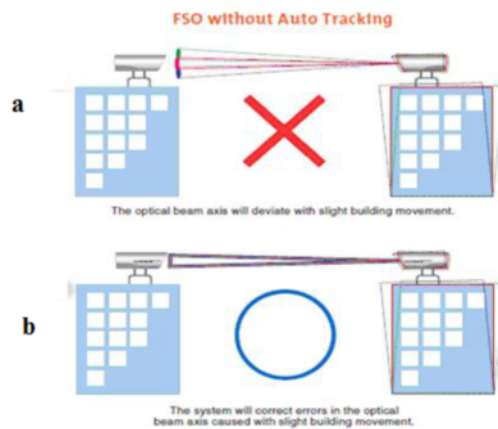 FSO without Auto Tracking
a
The optical beam axis will deviate with slight building movement.
b
The system will correct errors in the optical
beam axis caused with slight building movement.